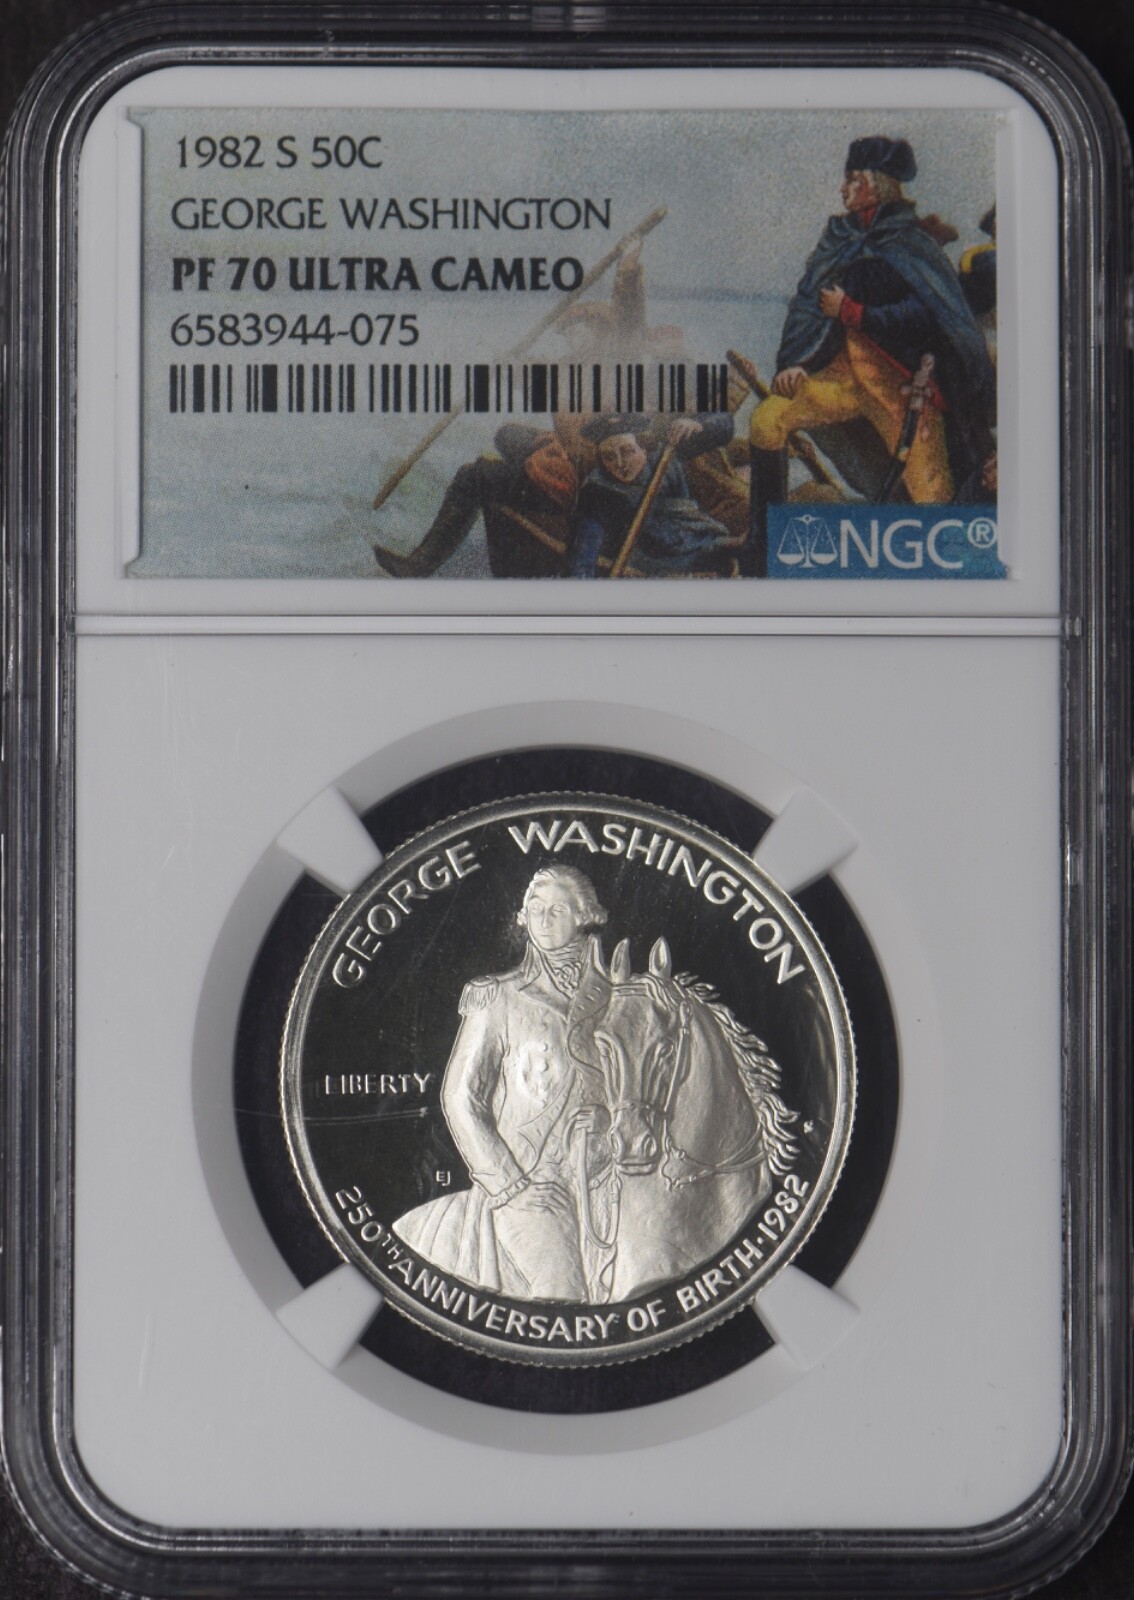 1982 S 50C
GEORGE WASHINGTON
PF 70 ULTRA CAMEO
6583944-075
NGC®
GEORGE WASHINGTON
LIBERTY
EJ
250TH ANNIVERSARY OF BIRTH·1982